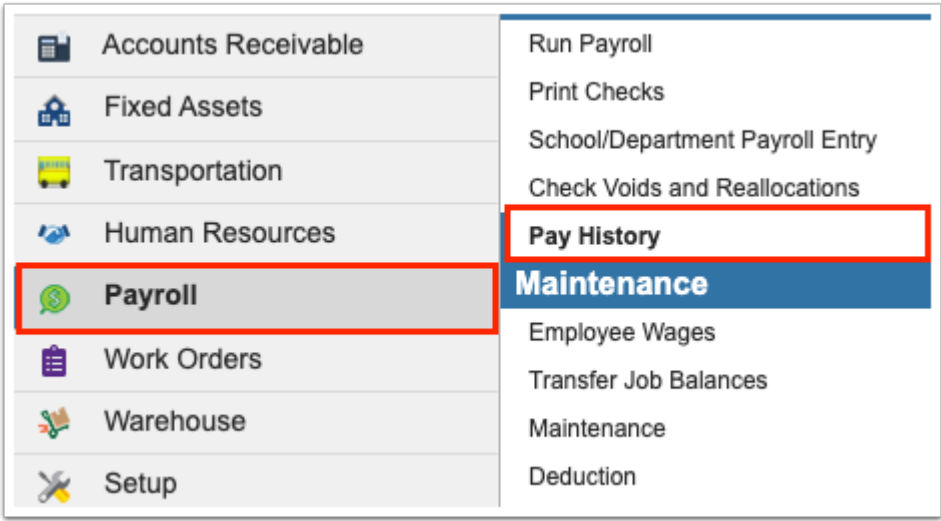 Accounts Receivable
Fixed Assets
Transportation
Human Resources
Payroll
Work Orders
Warehouse
Setup
Run Payroll
Print Checks
School/Department Payroll Entry
Check Voids and Reallocations
Pay History
Maintenance
Employee Wages
Transfer Job Balances
Maintenance
Deduction